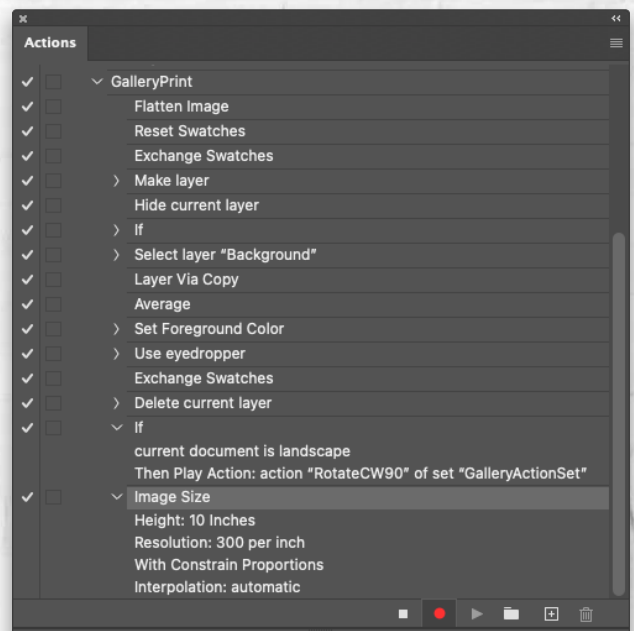 Actions
GalleryPrint
Flatten Image
Reset Swatches
Exchange Swatches
Make layer
Hide current layer
If
Select layer “Background”
Layer Via Copy
Average
Set Foreground Color
Use eyedropper
Exchange Swatches
Delete current layer
If
current document is landscape
Then Play Action: action “RotateCW90” of set “GalleryActionSet”
Image Size
Height: 10 Inches
Resolution: 300 per inch
With Constrain Proportions
Interpolation: automatic